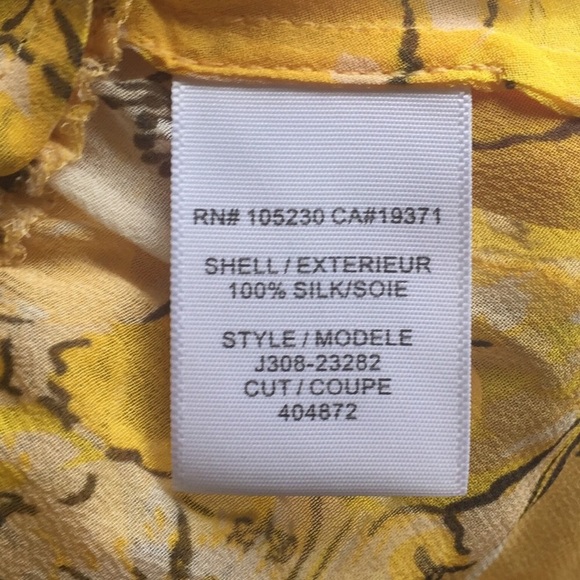 RN# 105230 CA#19371
SHELL / EXTERIEUR
100% SILK/SOIE
STYLE / MODELE
J308-23282
CUT / COUPE
404872